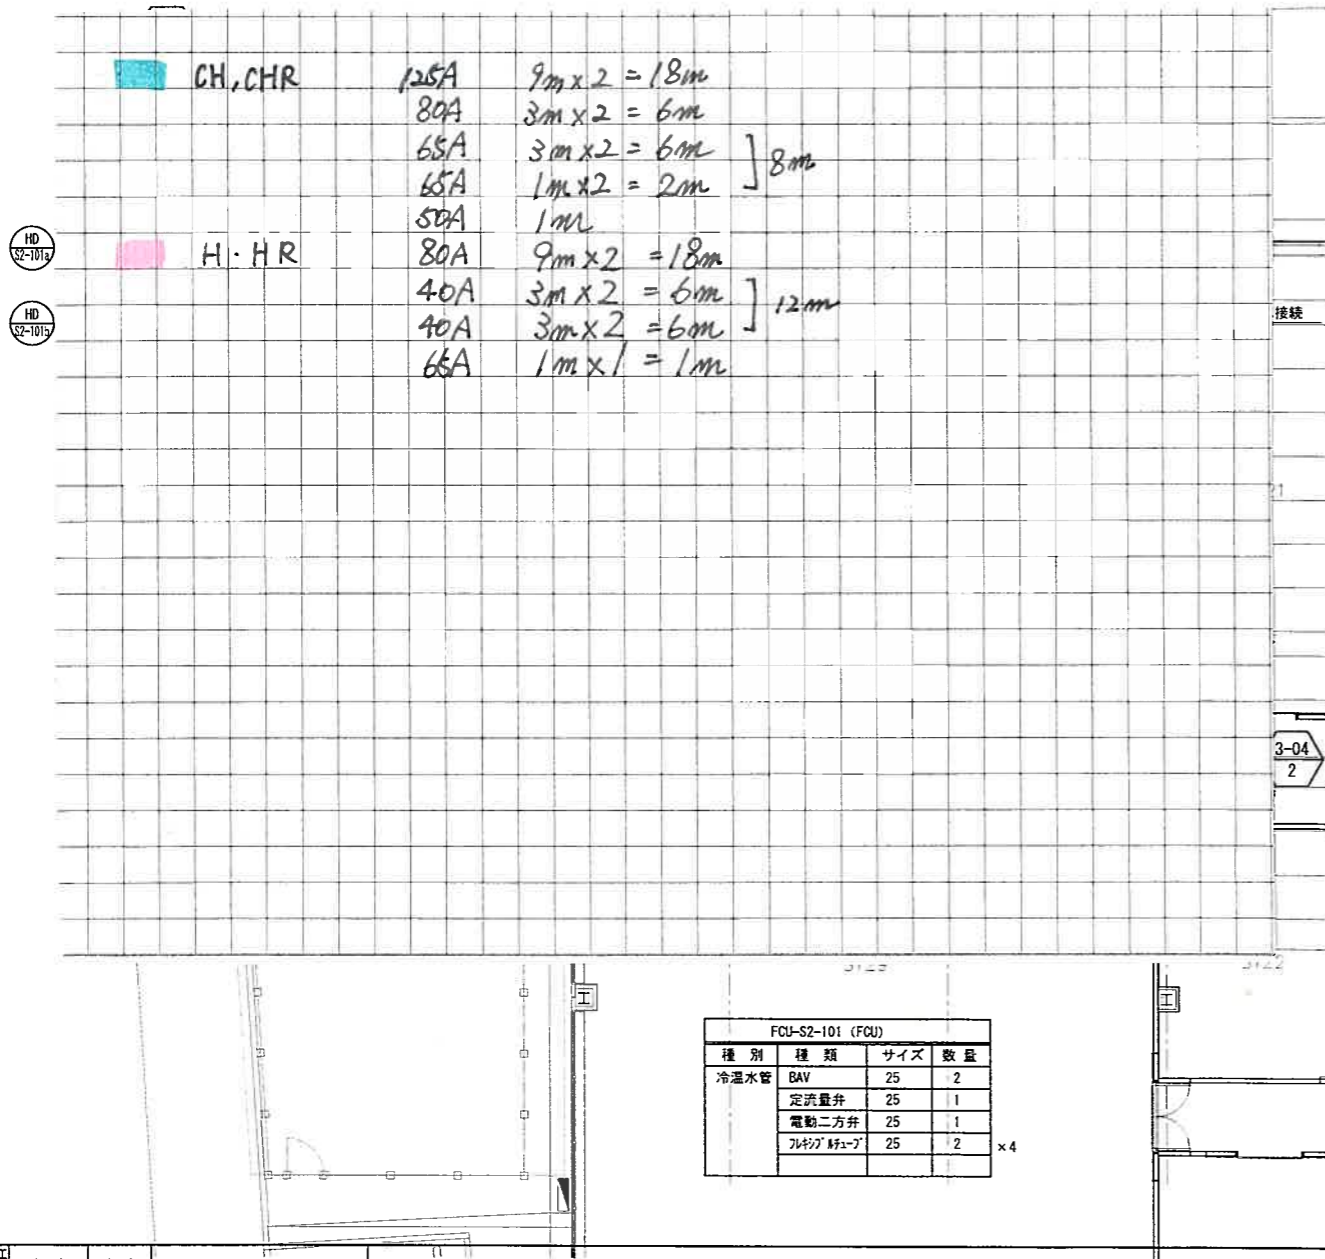 CH,CHR 125A 9m×2 = 18m
80A 3m×2 = 6m
65A 3m×2 = 6m
65A 1m×2 = 2m
8m
50A 1m
H・HR 80A 9m×2 = 18m
40A 3m×2 = 6m
40A 3m×2 = 6m
12m
65A 1m×1 = 1m
HD
S2-101a
HD
S2-101b
接続
21
3-04
2
FCU-S2-101 (FCU)
種別 種類 サイズ 数量
冷温水管 BAV 25 2
定流量弁 25 1
電動二方弁 25 1
フレキシブルチューブ 25 2
×4